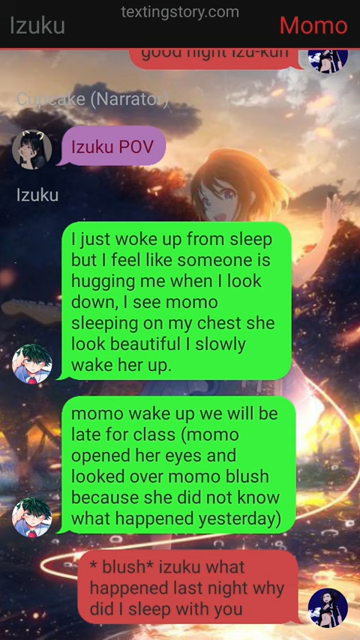 textingstory.com
Izuku
Momo
good night Izu-kun
Cupcake (Narrator)
Izuku POV
Izuku
I just woke up from sleep
but I feel like someone is
hugging me when I look
down, I see momo
sleeping on my chest she
look beautiful I slowly
wake her up.
momo wake up we will be
late for class (momo
opened her eyes and
looked over momo blush
because she did not know
what happened yesterday)
* blush* izuku what
happened last night why
did I sleep with you